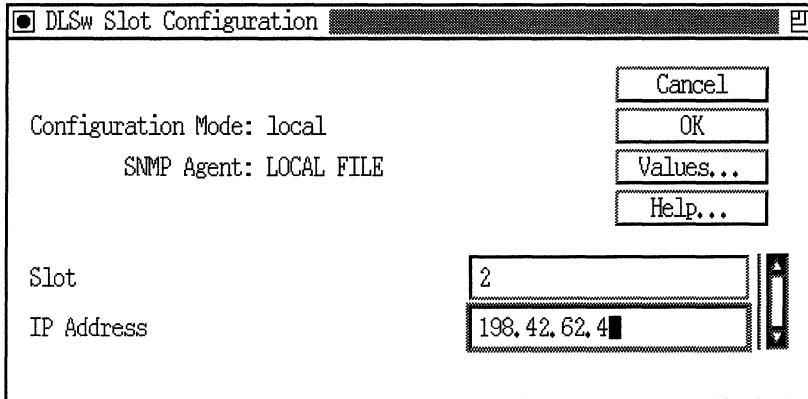 DLSw Slot Configuration
Cancel
Configuration Mode: local
OK
SNMP Agent: LOCAL FILE
Values...
Help...
Slot
2
IP Address
198.42.62.4